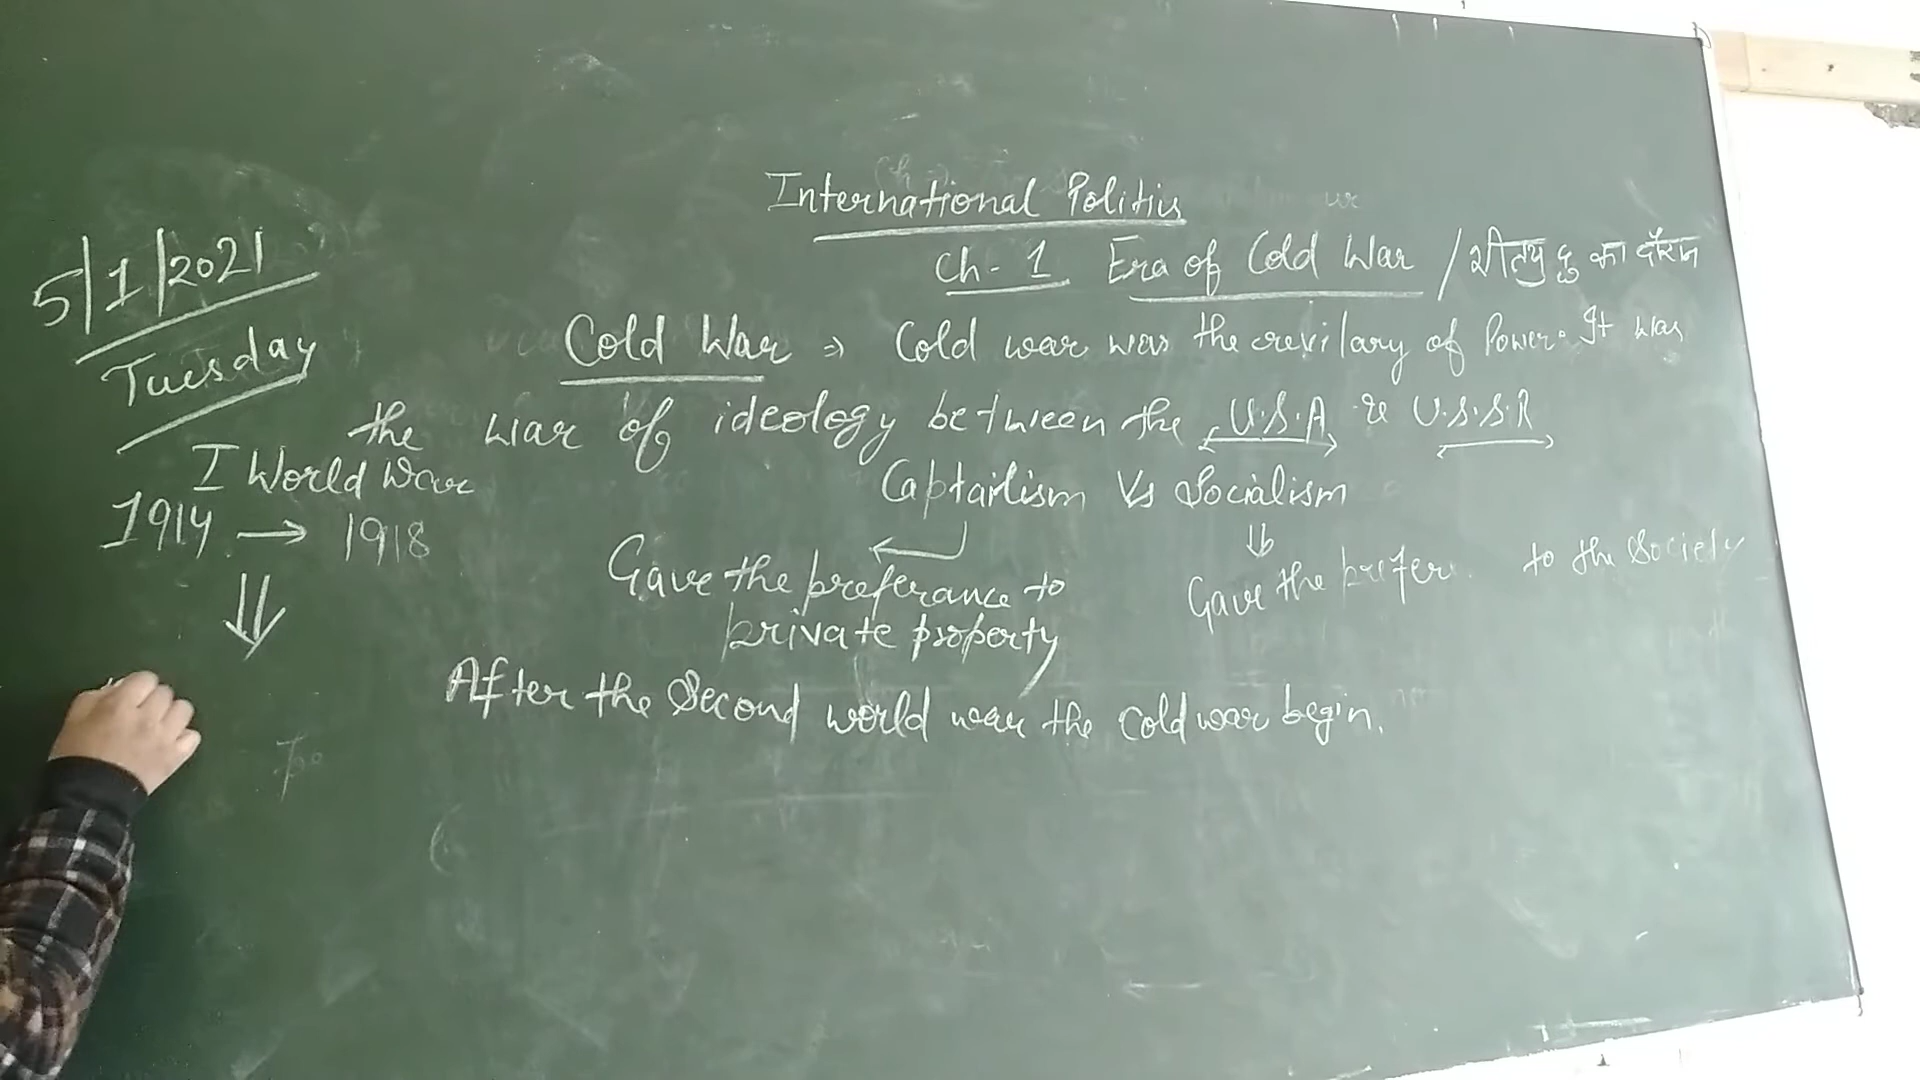 International Politics
Ch-1 Era of Cold War / शीतयुद्ध का दौर
5/1/2021
Tuesday
Cold War ⇒ Cold war was the of Power. It was
the war of ideology between the U.S.A & U.S.S.R
I World War
1914 → 1918
Captailism Vs Socialism
Gave the preferance to
private property
Gave the prefer to the Society
After the Second world war the cold war begin.